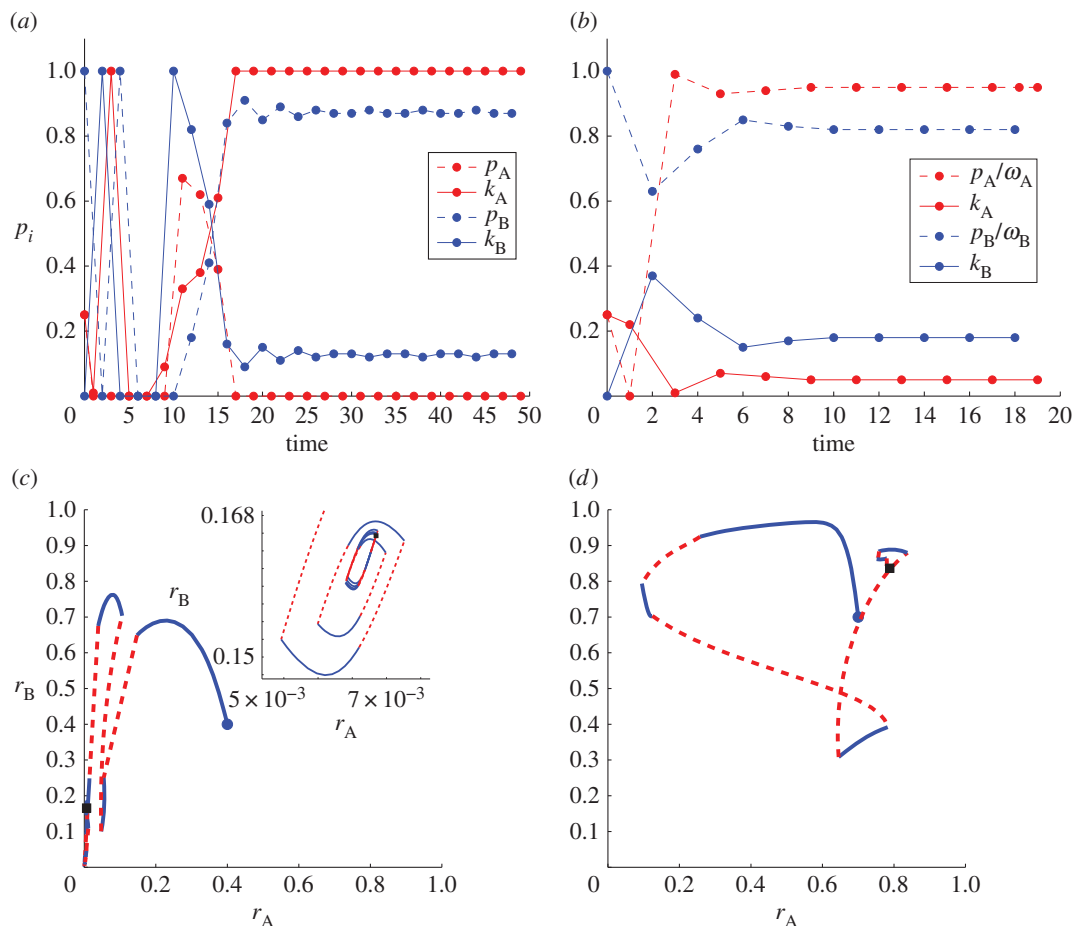 (a)
1.0
0.8
p_i
0.6
0.4
0.2
0 5 10 15 20 25 30 35 40 45 50
time
p_A
k_A
p_B
k_B
(b)
1.0
0.8
0.6
0.4
0.2
0 2 4 6 8 10 12 14 16 18 20
time
p_A/ω_A
k_A
p_B/ω_B
k_B
(c)
1.0
0.9
0.8
0.7
0.6
r_B
0.5
0.4
0.3
0.2
0.1
0 0.2 0.4 0.6 0.8 1.0
r_A
r_B
0.168
0.15
5 × 10⁻³ 7 × 10⁻³
r_A
(d)
1.0
0.9
0.8
0.7
0.6
0.5
0.4
0.3
0.2
0.1
0 0.2 0.4 0.6 0.8 1.0
r_A